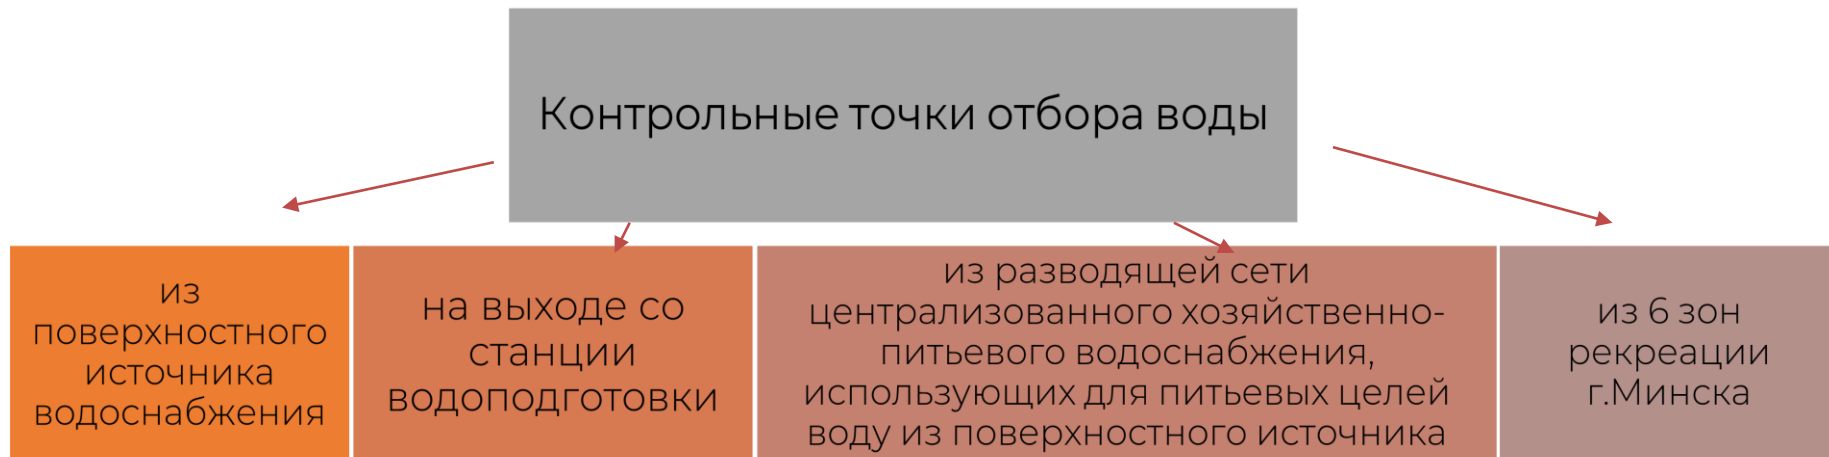 Контрольные точки отбора воды
из
поверхностного
источника
водоснабжения
на выходе со
станции
водоподготовки
из разводящей сети
централизованного хозяйственно-
питьевого водоснабжения,
использующих для питьевых целей
воду из поверхностного источника
из 6 зон
рекреации
г.Минска